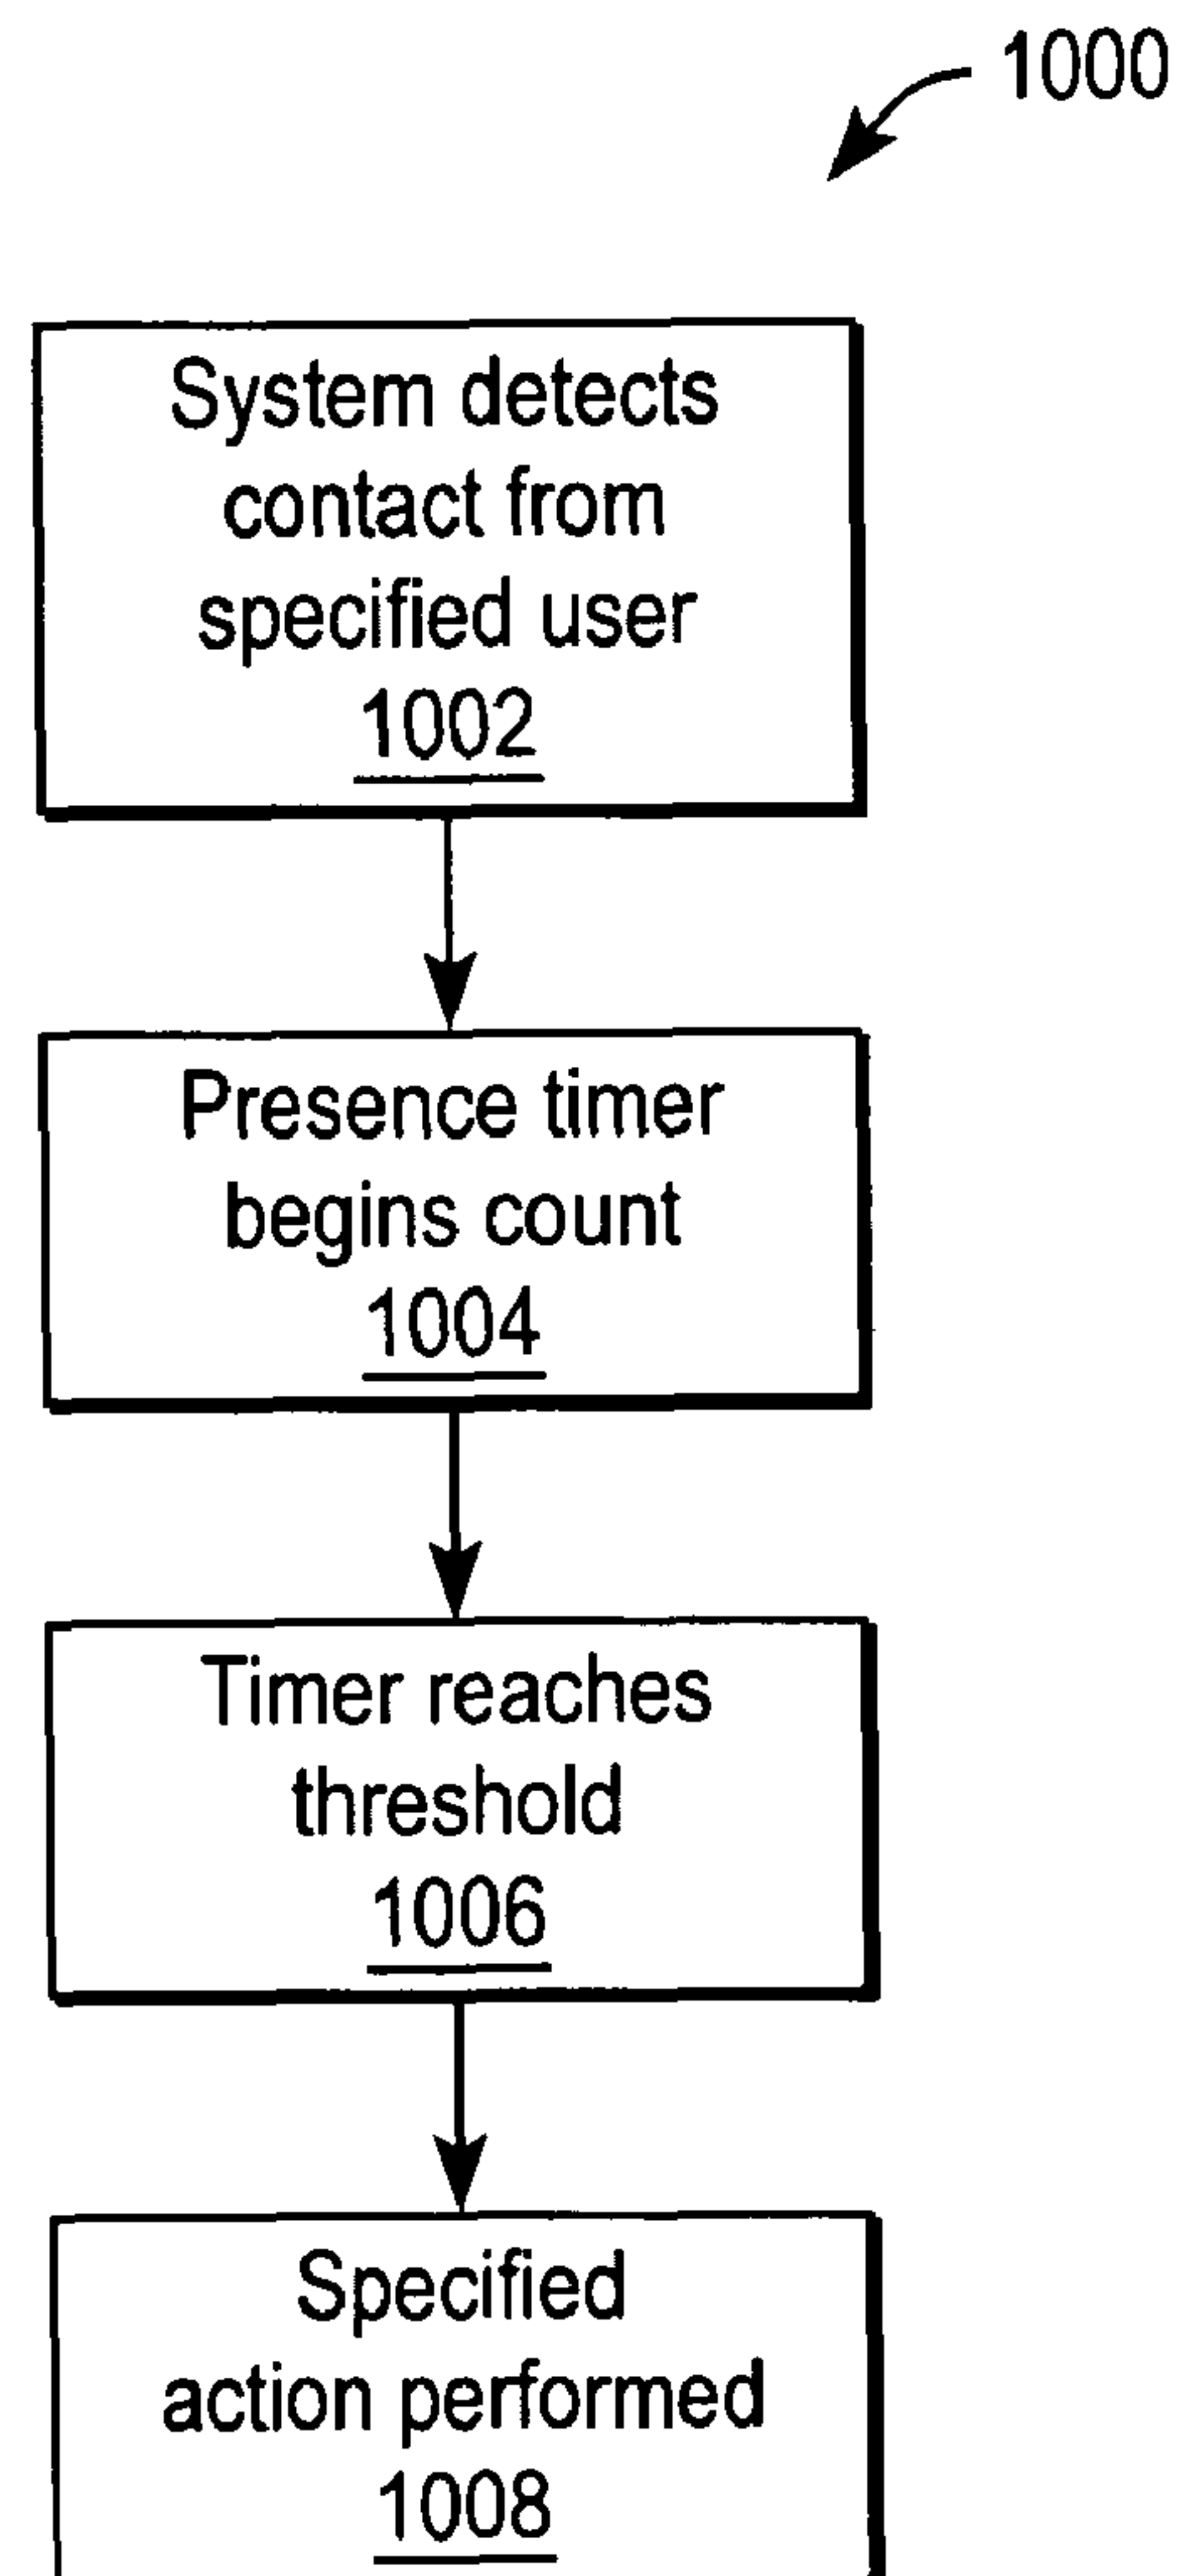 1000
System detects
contact from
specified user
1002
Presence timer
begins count
1004
Timer reaches
threshold
1006
Specified
action performed
1008